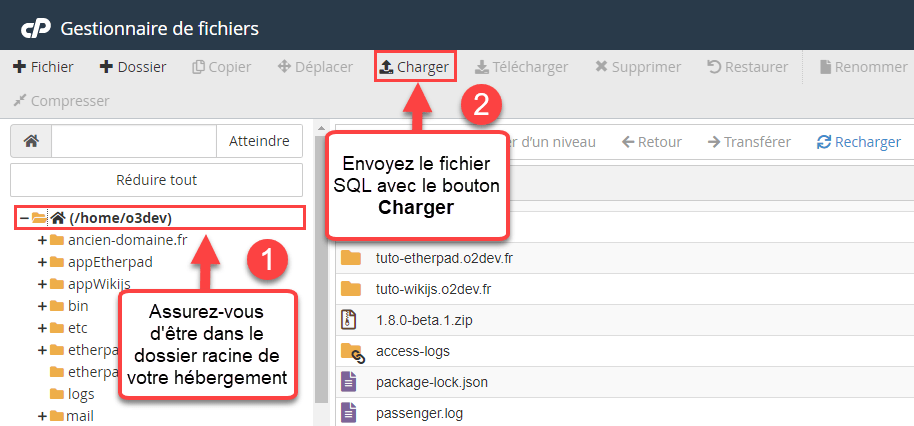 cP Gestionnaire de fichiers
Fichier Dossier Copier Déplacer Charger Télécharger Supprimer Restaurer Renommer
Compresser
2
Atteindre
er d'un niveau Retour Transférer Recharger
Réduire tout
Envoyez le fichier
SQL avec le bouton
Charger
(/home/o3dev)
ancien-domaine.fr
appEtherpad
appWikijs
bin
etc
etherpa
etherpa
logs
mail
1
Assurez-vous
d'être dans le
dossier racine de
votre hébergement
tuto-etherpad.o2dev.fr
tuto-wikijs.o2dev.fr
1.8.0-beta.1.zip
access-logs
package-lock.json
passenger.log